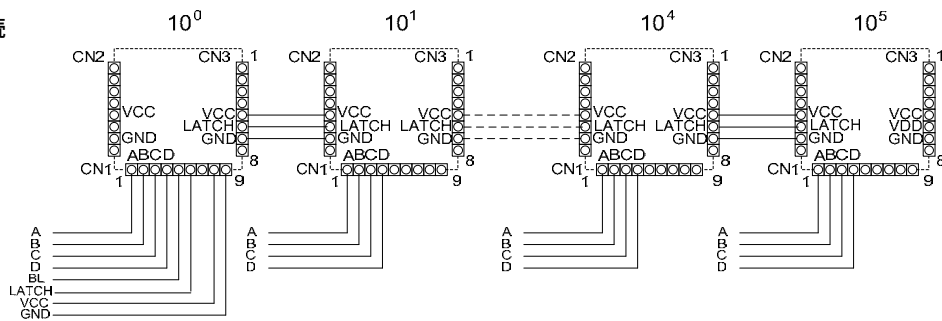 続
10⁰ 10¹ 10⁴ 10⁵
CN2 CN3 1 CN2 CN3 1 CN2 CN3 1 CN2 CN3 1
VCC VCC VCC VCC VCC VCC VCC VCC
LATCH LATCH LATCH LATCH LATCH LATCH VDD
GND GND GND GND GND GND GND GND
ABCD 8 ABCD 8 ABCD 8 ABCD 8
CN1 1 9 CN1 1 9 CN1 1 9 CN1 1 9
A A A A
B B B B
C C C C
D D D D
BL
LATCH
VCC
GND